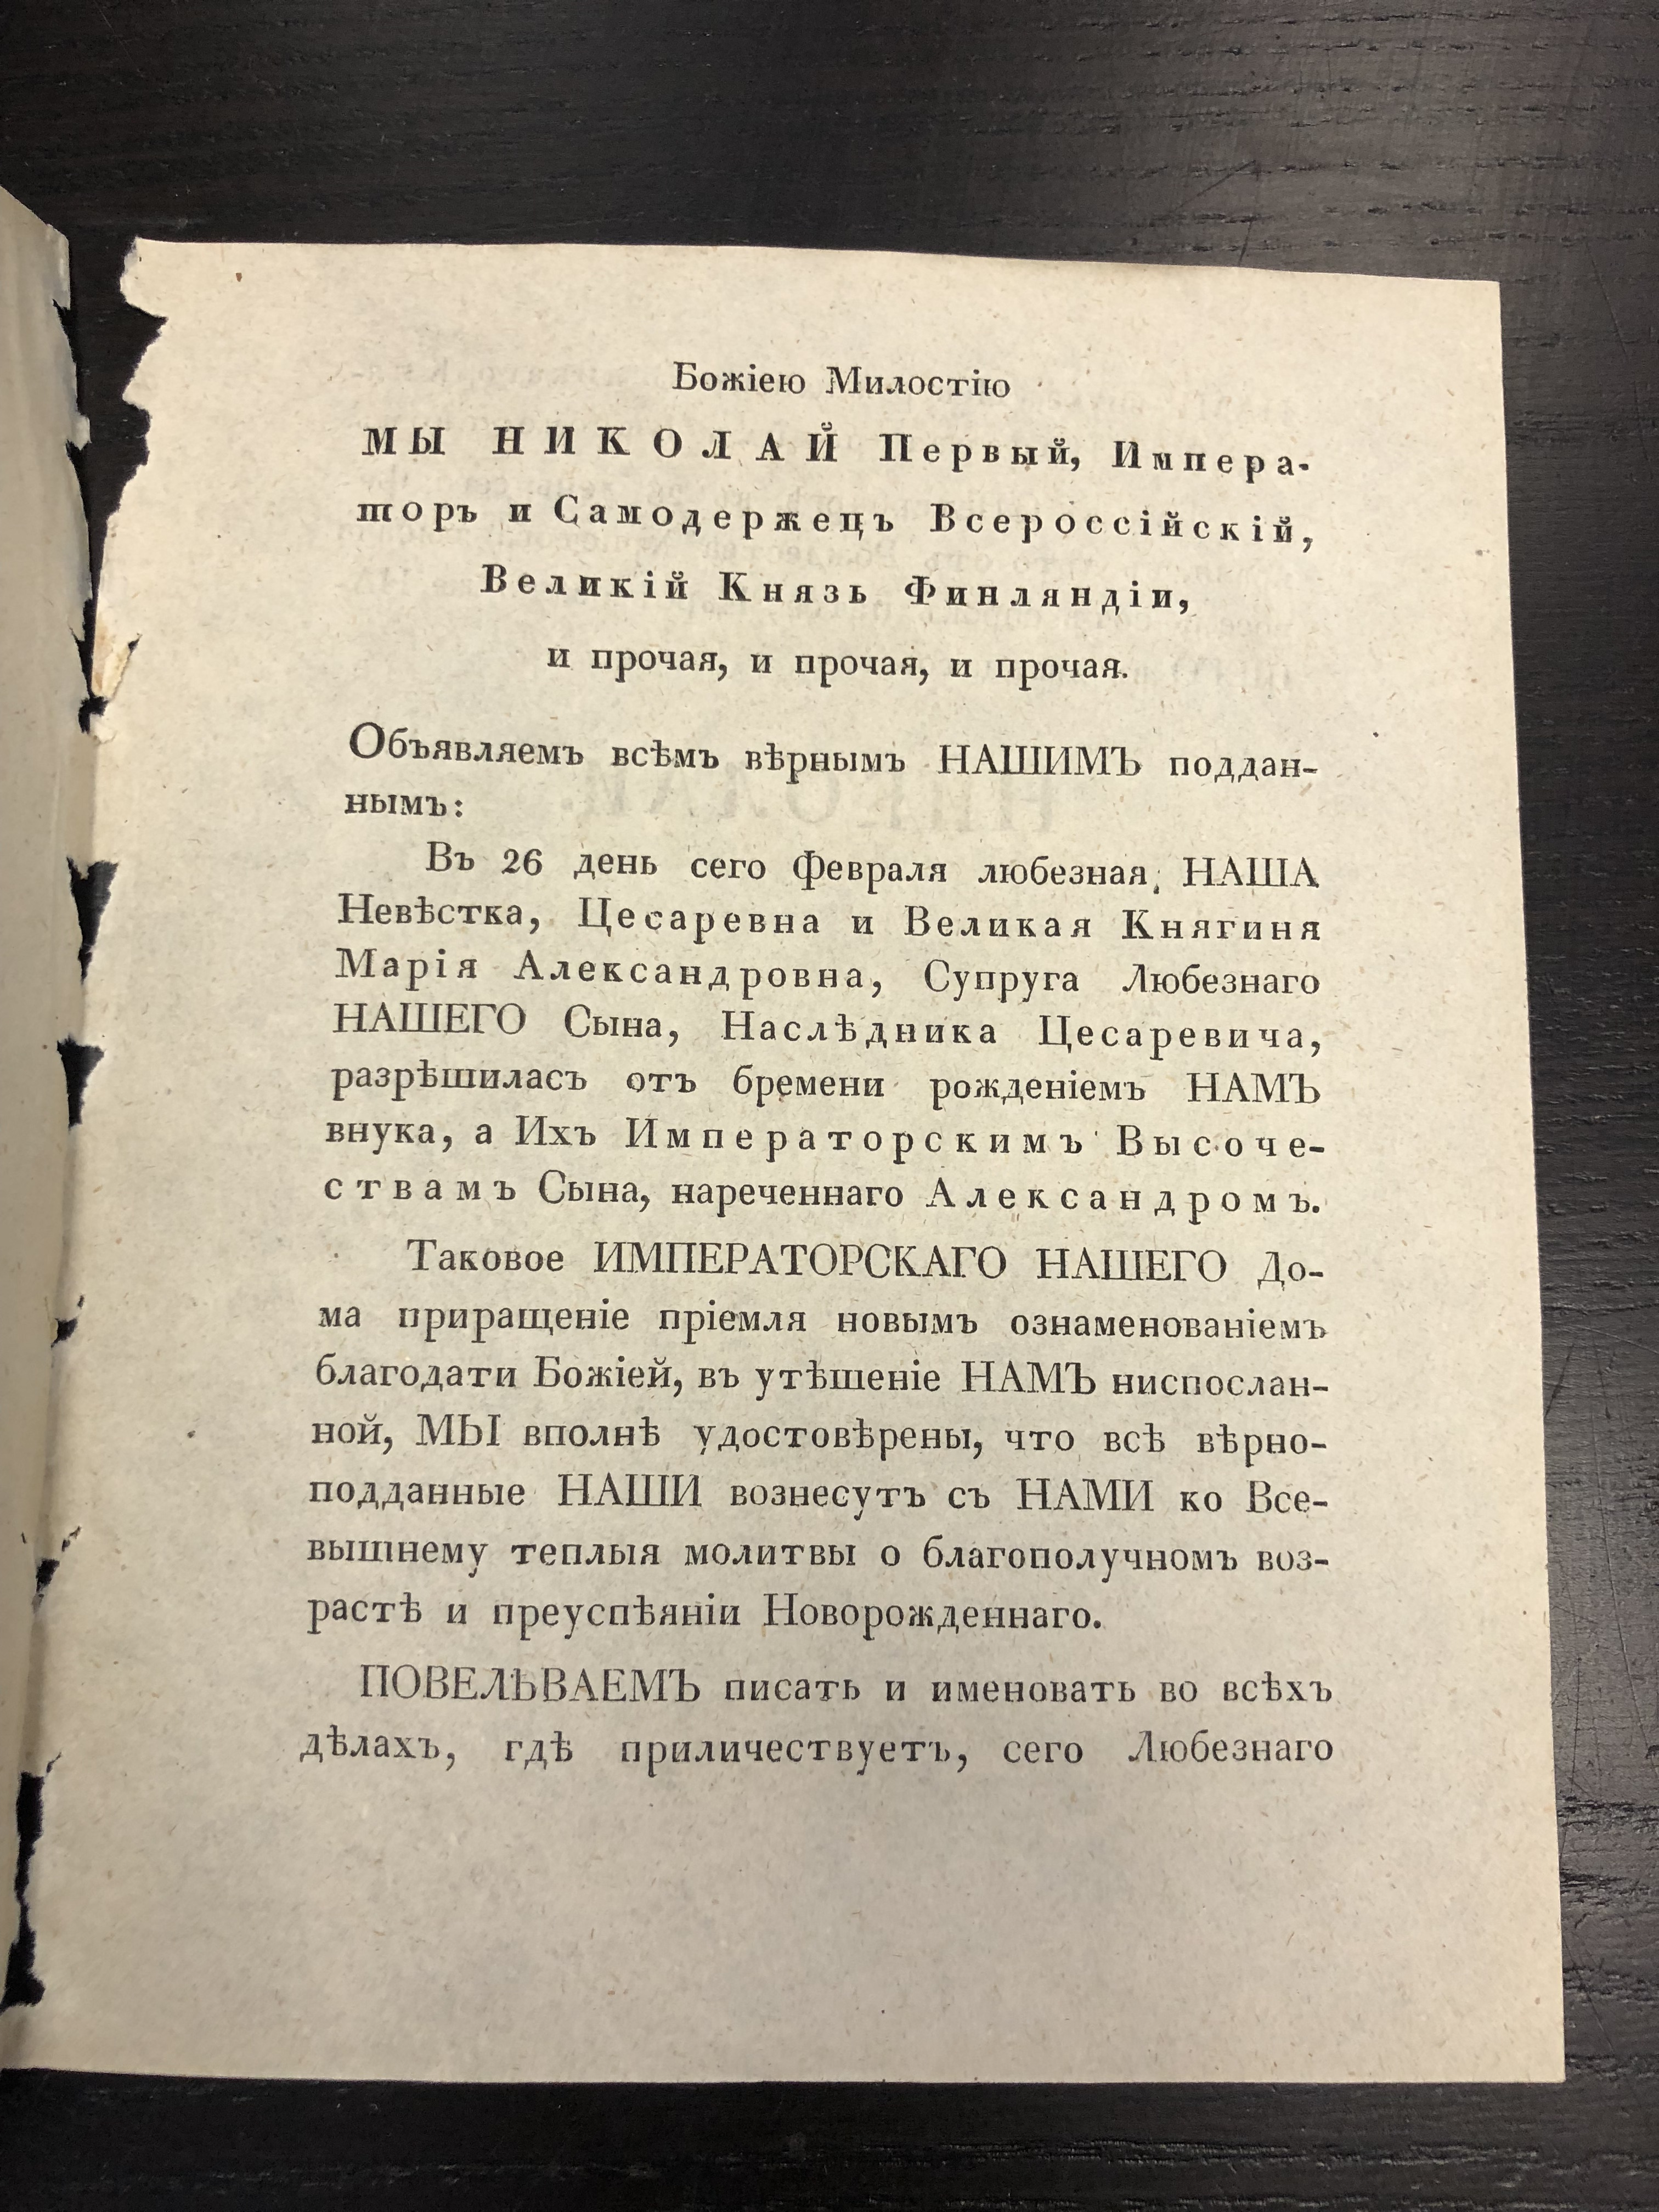 Божіею Милостію
МЫ НИКОЛАЙ Первый, Импера-
торъ и Самодержецъ Всероссійскій,
Великій Князь Финляндіи,
и прочая, и прочая, и прочая.
Объявляемъ всѣмъ вѣрнымъ НАШИМЪ поддан-
нымъ:
Въ 26 день сего Февраля любезная НАША
Невѣстка, Цесаревна и Великая Княгиня
Марія Александровна, Супруга Любезнаго
НАШЕГО Сына, Наслѣдника Цесаревича,
разрѣшилась отъ бремени рожденіемъ НАМЪ
внука, а Ихъ Императорскимъ Высоче-
ствамъ Сына, нареченнаго Александромъ.
Таковое ИМПЕРАТОРСКАГО НАШЕГО До-
ма приращеніе пріемля новымъ ознаменованіемъ
благодати Божіей, въ утѣшеніе НАМЪ ниспослан-
ной, МЫ вполнѣ удостовѣрены, что всѣ вѣрно-
подданные НАШИ вознесутъ съ НАМИ ко Все-
вышнему теплыя молитвы о благополучномъ воз-
растѣ и преуспѣяніи Новорожденнаго.
ПОВЕЛѢВАЕМЪ писать и именовать во всѣхъ
дѣлахъ, гдѣ приличествуетъ, сего Любезнаго